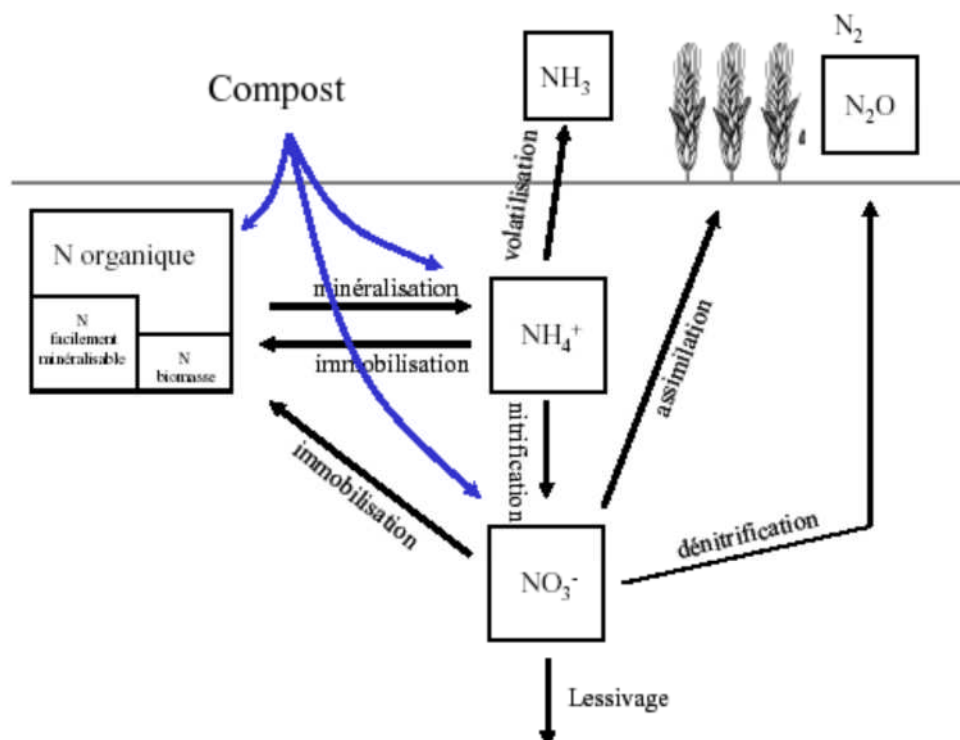 N₂
NH₃
N₂O
Compost
volatilisation
N organique
minéralisation
N
facilement
minéralisable
N
biomasse
NH₄⁺
immobilisation
assimilation
nitrification
immobilisation
dénitrification
NO₃⁻
Lessivage